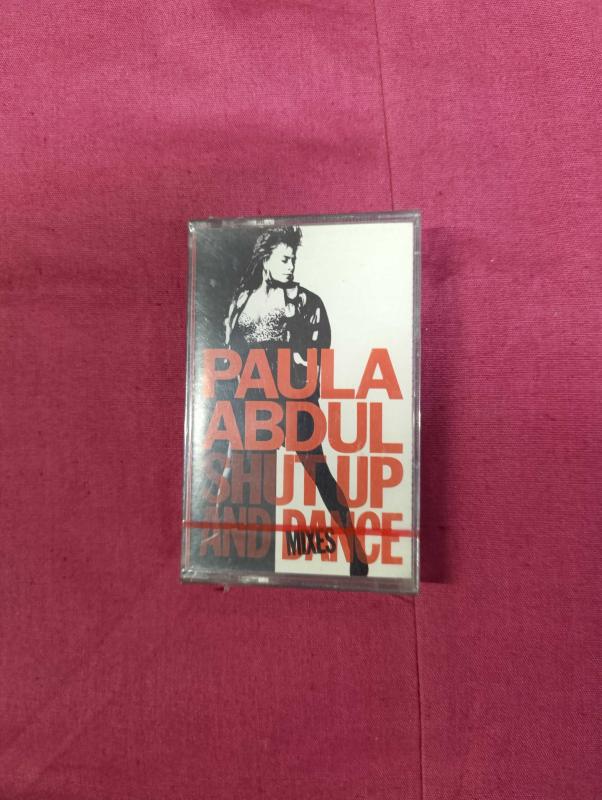 PAULA
ABDUL
SHUT UP
AND DANCE
MIXES